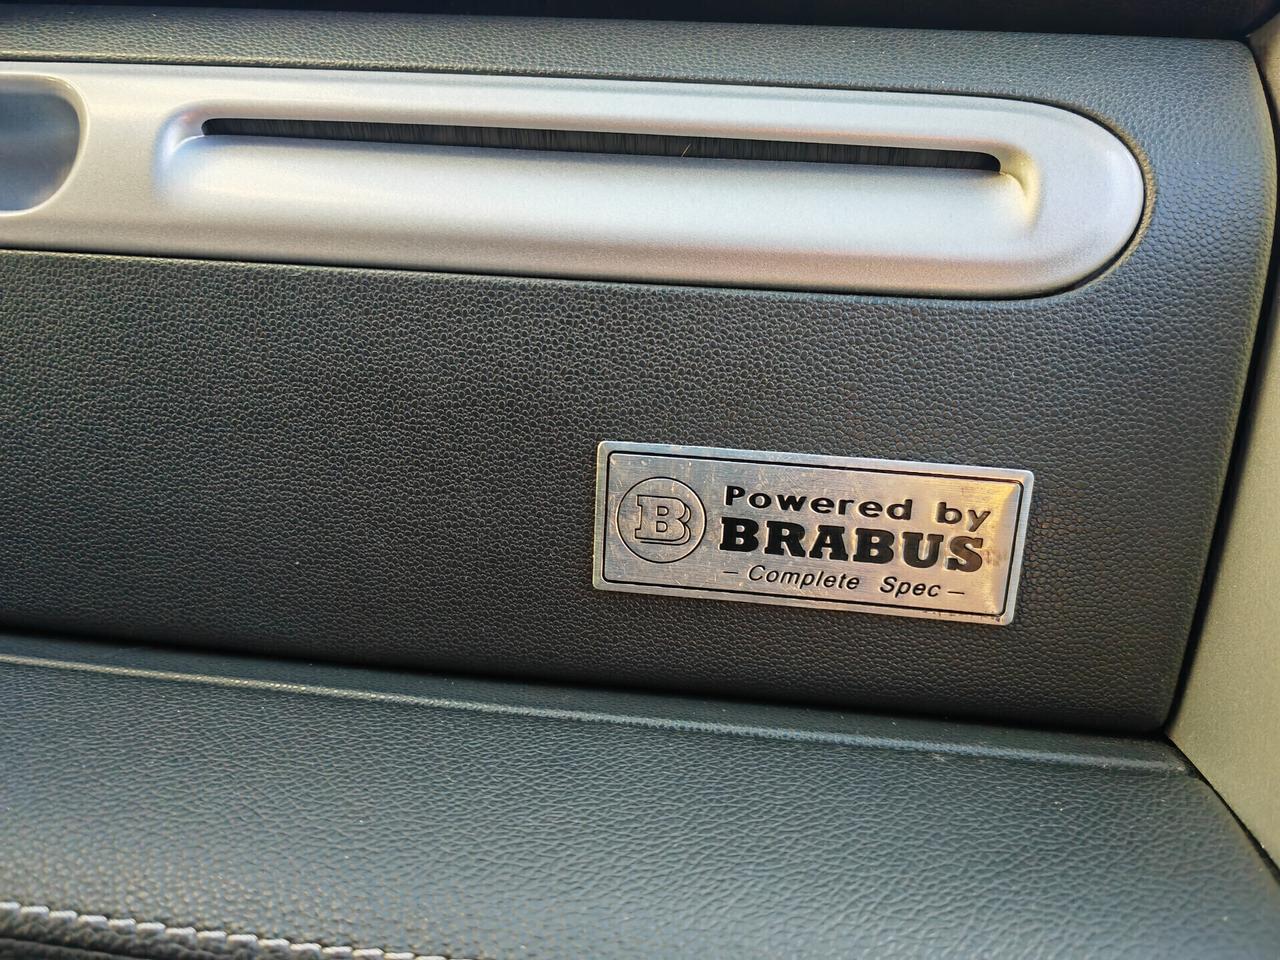 B
Powered by
BRABUS
- Complete Spec -